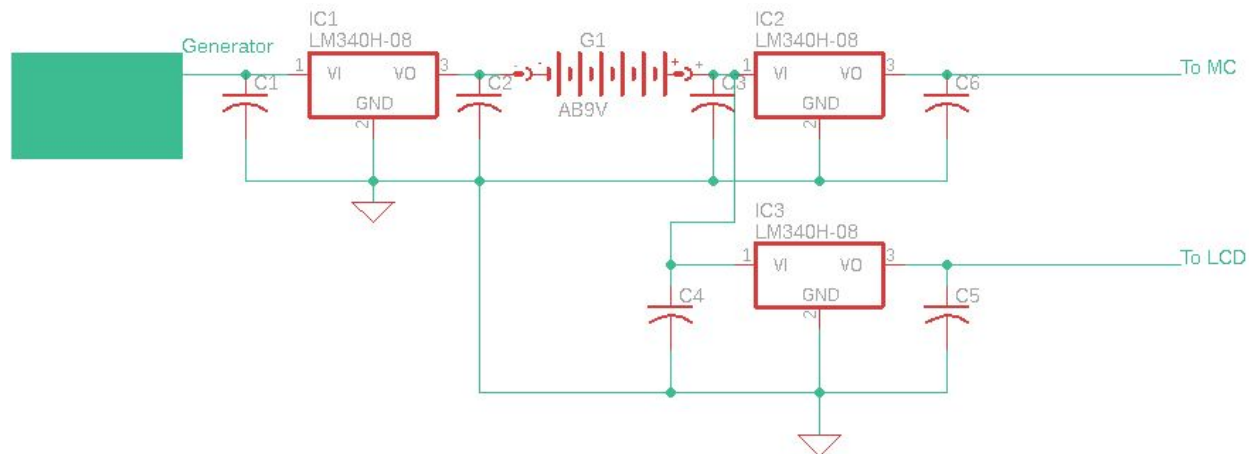 Generator
IC1
LM340H-08
1
VI
VO
3
GND
2
C1
C2
G1
- -
+ +
AB9V
C3
IC2
LM340H-08
1
VI
VO
3
GND
2
C6
To MC
IC3
LM340H-08
1
VI
VO
3
GND
2
C4
C5
To LCD